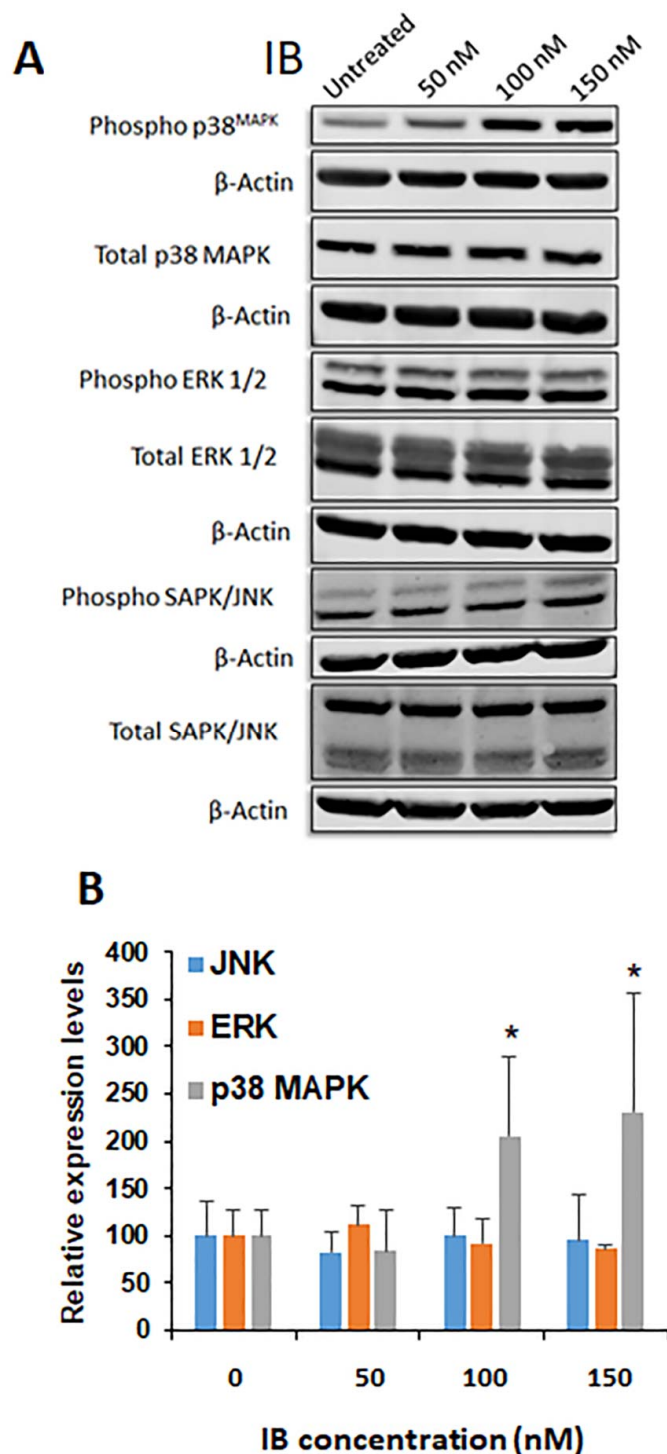 A
IB
Untreated
50 nM
100 nM
150 nM
Phospho p38ᴹᴬᴾᴷ
β-Actin
Total p38 MAPK
β-Actin
Phospho ERK 1/2
Total ERK 1/2
β-Actin
Phospho SAPK/JNK
β-Actin
Total SAPK/JNK
β-Actin
B
Relative expression levels
400
350
300
250
200
150
100
50
0
JNK
ERK
p38 MAPK
*
*
0
50
100
150
IB concentration (nM)